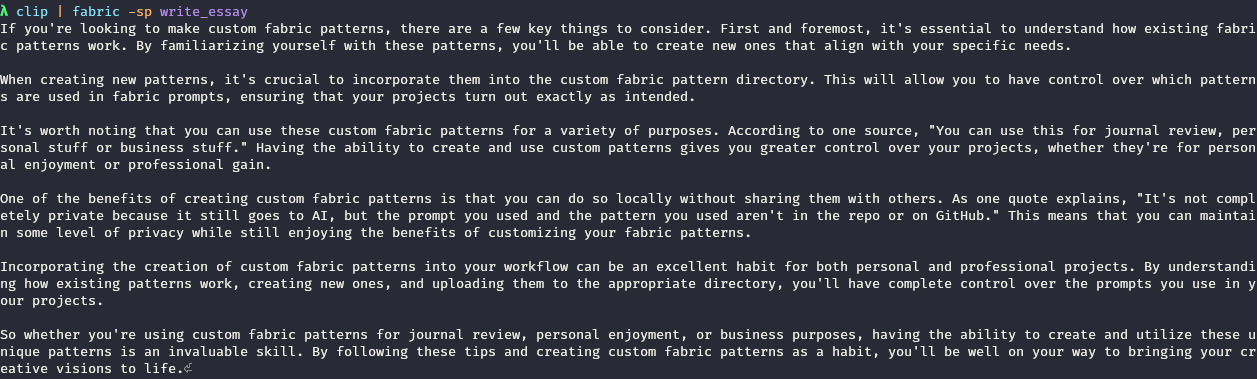 λ clip | fabric -sp write_essay
If you're looking to make custom fabric patterns, there are a few key things to consider. First and foremost, it's essential to understand how existing fabri
c patterns work. By familiarizing yourself with these patterns, you'll be able to create new ones that align with your specific needs.

When creating new patterns, it's crucial to incorporate them into the custom fabric pattern directory. This will allow you to have control over which pattern
s are used in fabric prompts, ensuring that your projects turn out exactly as intended.

It's worth noting that you can use these custom fabric patterns for a variety of purposes. According to one source, "You can use this for journal review, per
sonal stuff or business stuff." Having the ability to create and use custom patterns gives you greater control over your projects, whether they're for person
al enjoyment or professional gain.

One of the benefits of creating custom fabric patterns is that you can do so locally without sharing them with others. As one quote explains, "It's not compl
etely private because it still goes to AI, but the prompt you used and the pattern you used aren't in the repo or on GitHub." This means that you can maintai
n some level of privacy while still enjoying the benefits of customizing your fabric patterns.

Incorporating the creation of custom fabric patterns into your workflow can be an excellent habit for both personal and professional projects. By understandi
ng how existing patterns work, creating new ones, and uploading them to the appropriate directory, you'll have complete control over the prompts you use in y
our projects.

So whether you're using custom fabric patterns for journal review, personal enjoyment, or business purposes, having the ability to create and utilize these u
nique patterns is an invaluable skill. By following these tips and creating custom fabric patterns as a habit, you'll be well on your way to bringing your cr
eative visions to life.⏎